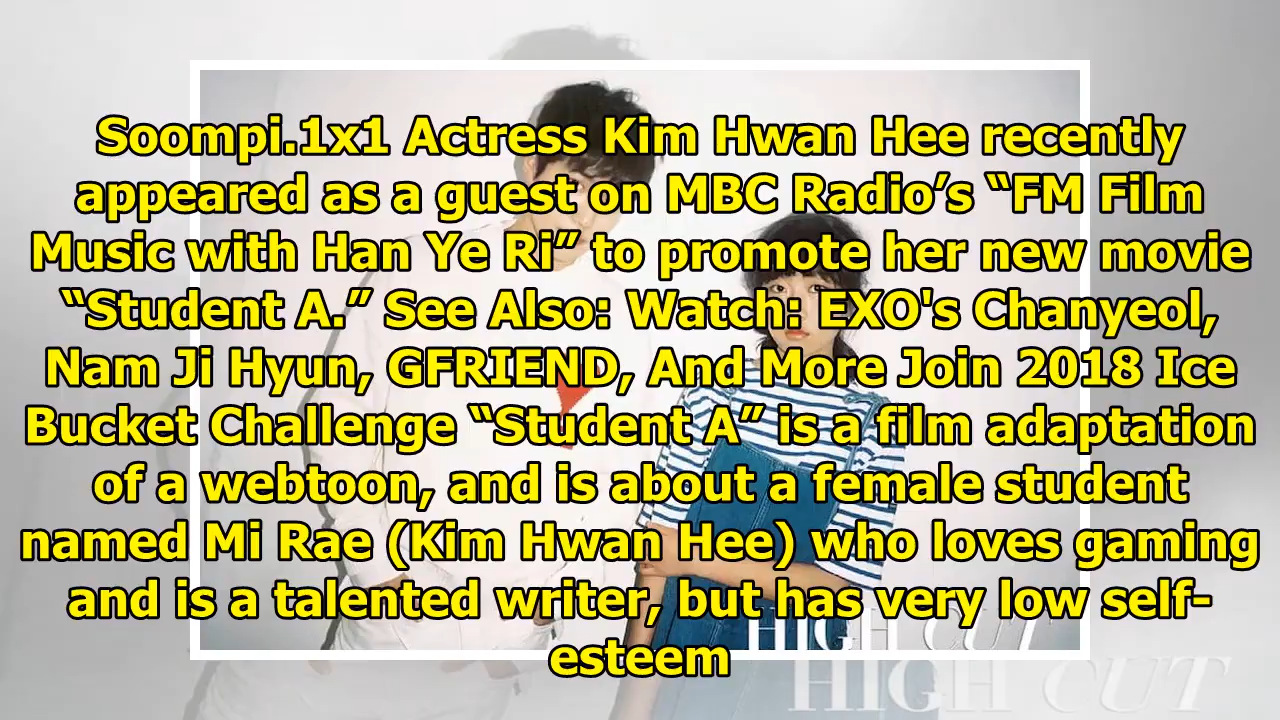 Soompi.1x1 Actress Kim Hwan Hee recently
appeared as a guest on MBC Radio’s “FM Film
Music with Han Ye Ri” to promote her new movie
“Student A.” See Also: Watch: EXO's Chanyeol,
Nam Ji Hyun, GFRIEND, And More Join 2018 Ice
Bucket Challenge “Student A” is a film adaptation
of a webtoon, and is about a female student
named Mi Rae (Kim Hwan Hee) who loves gaming
and is a talented writer, but has very low self-
esteem
HIGH CUT
HIGH CUT